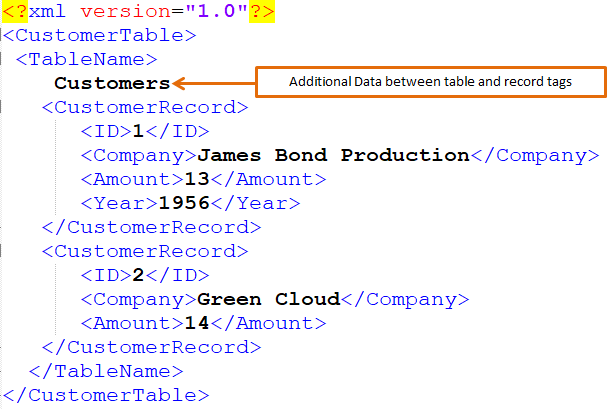 <?xml version="1.0"?>
<CustomerTable>
<TableName>
Customers
Additional Data between table and record tags
<CustomerRecord>
<ID>1</ID>
<Company>James Bond Production</Company>
<Amount>13</Amount>
<Year>1956</Year>
</CustomerRecord>
<CustomerRecord>
<ID>2</ID>
<Company>Green Cloud</Company>
<Amount>14</Amount>
</CustomerRecord>
</TableName>
</CustomerTable>